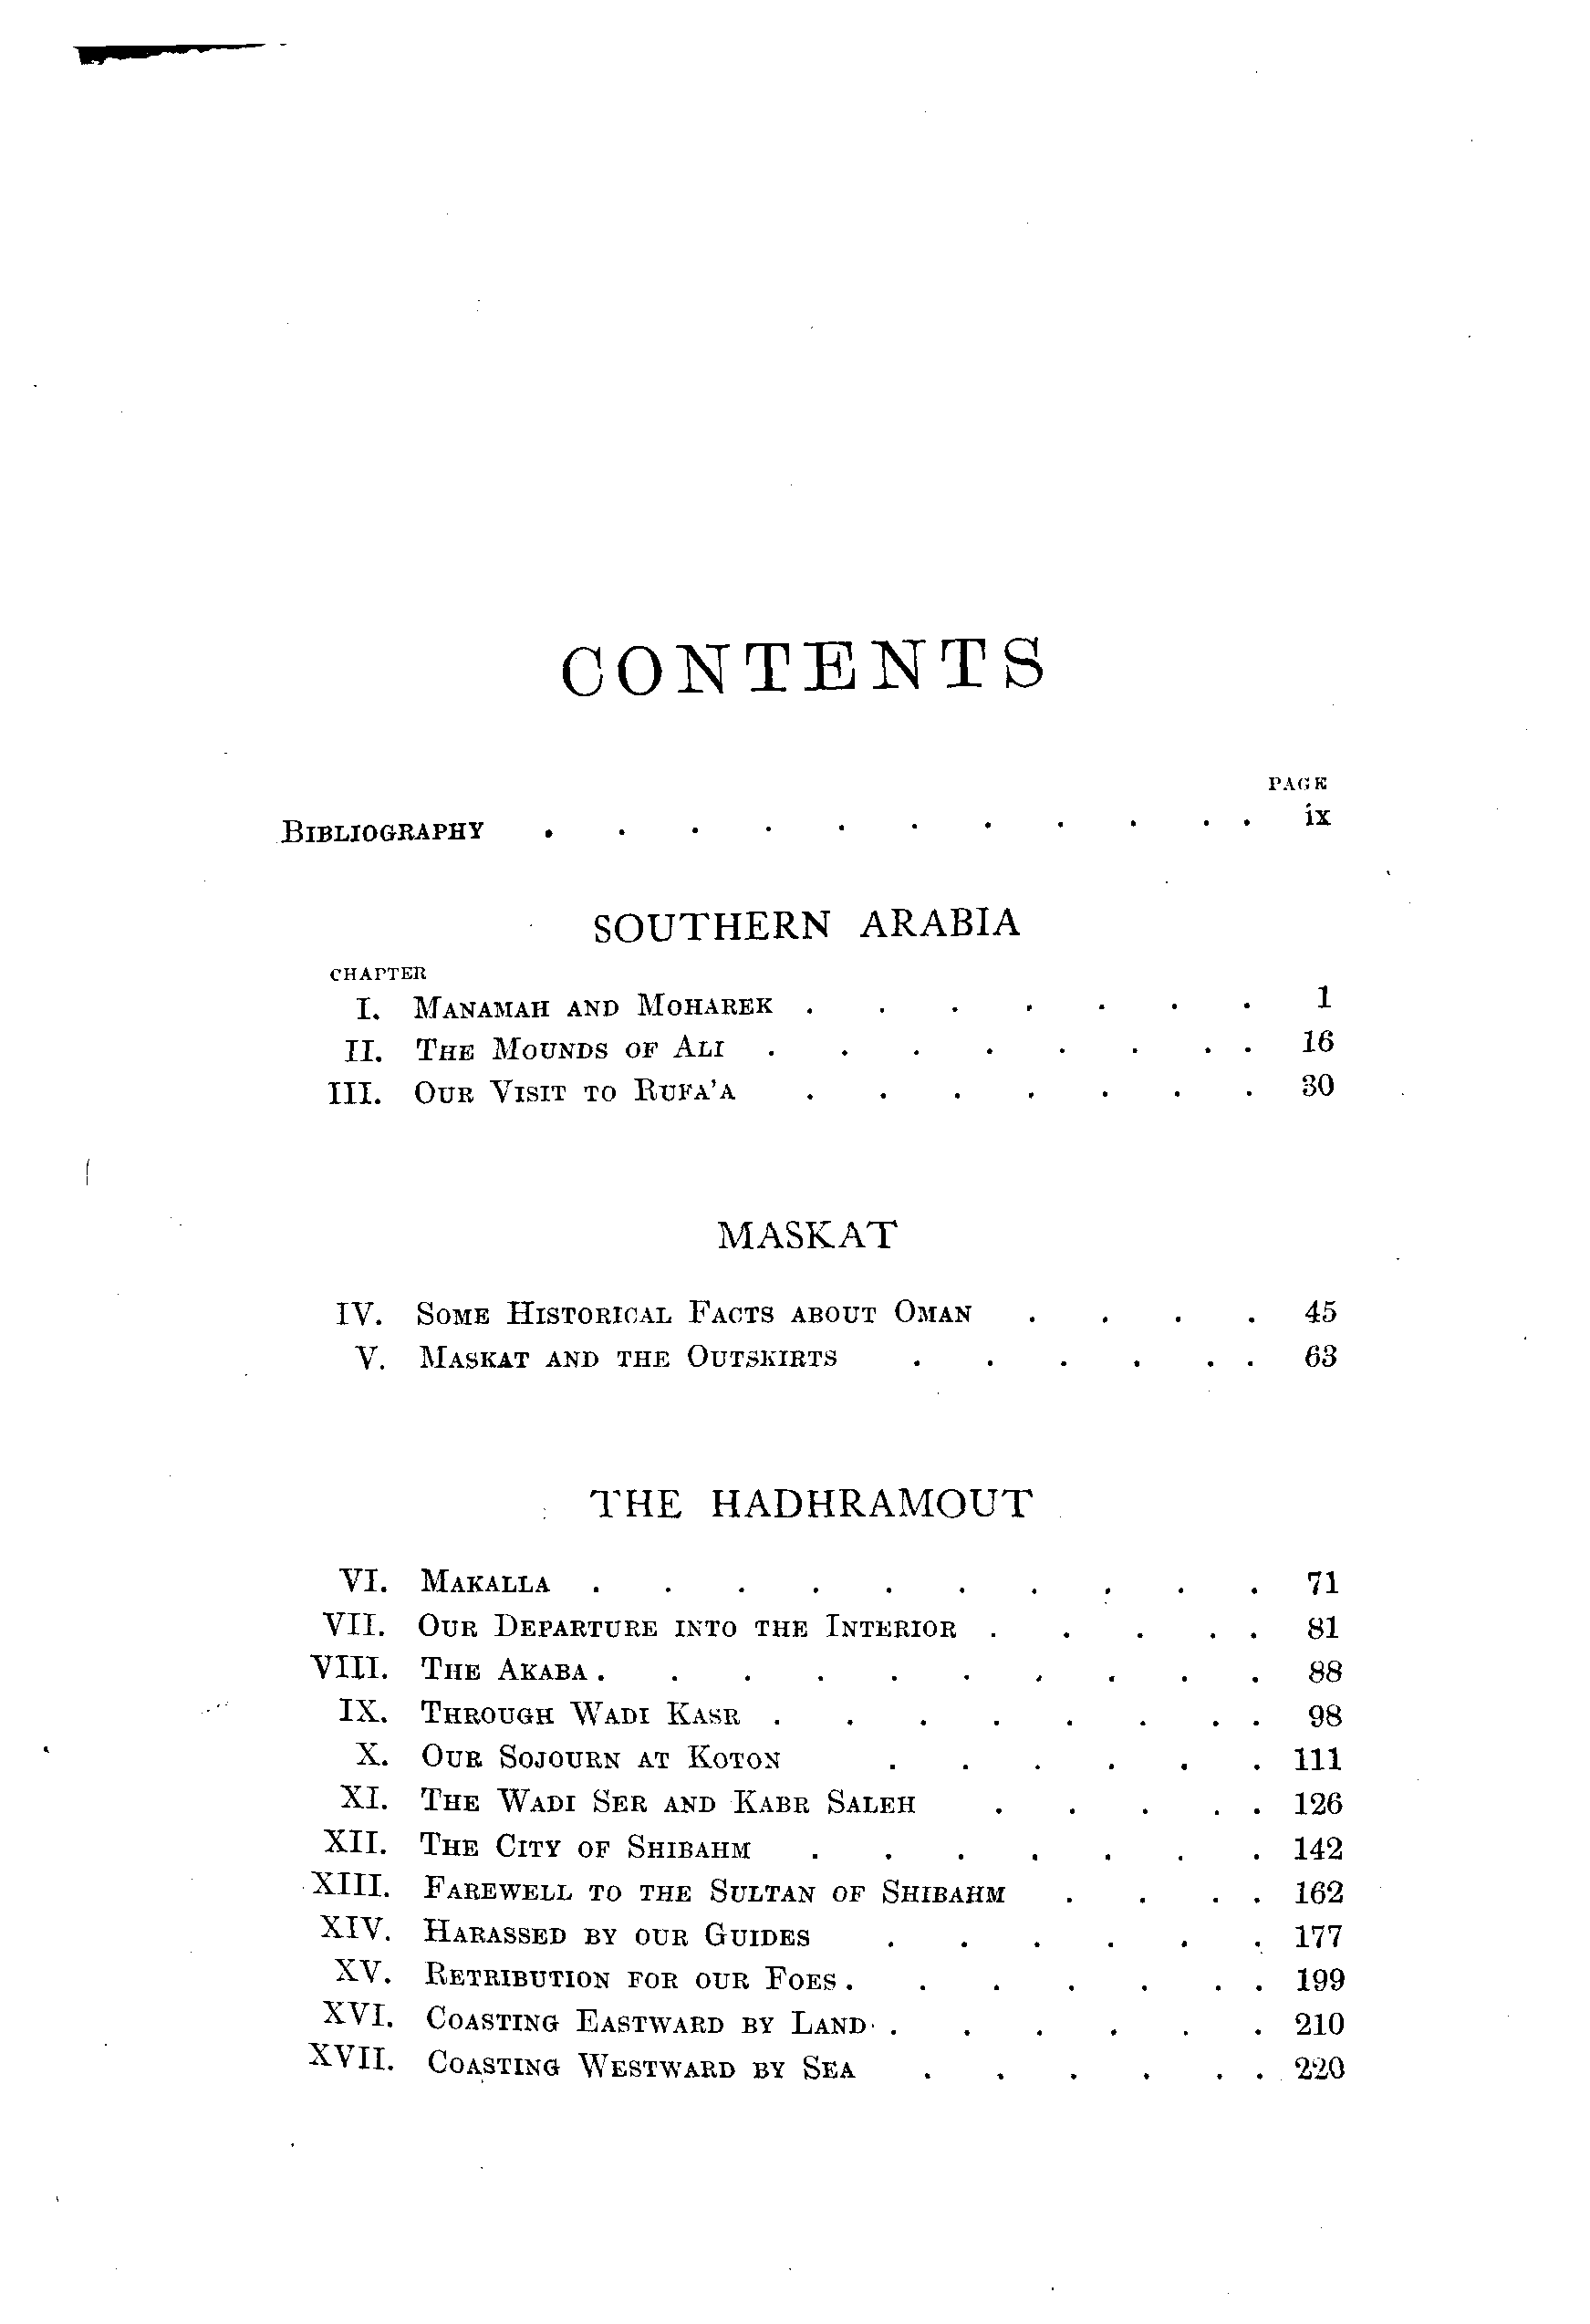 CONTENTS
PAGE
BIBLIOGRAPHY . . . . . . . . . . . ix
SOUTHERN ARABIA
CHAPTER
I. MANAMAH AND MOHAREK . . . . . . . 1
II. THE MOUNDS OF ALI . . . . . . . . 16
III. OUR VISIT TO RUFA'A . . . . . . . 30
MASKAT
IV. SOME HISTORICAL FACTS ABOUT OMAN . . . . 45
V. MASKAT AND THE OUTSKIRTS . . . . . . 63
THE HADHRAMOUT
VI. MAKALLA . . . . . . . . . . 71
VII. OUR DEPARTURE INTO THE INTERIOR . . . . . 81
VIII. THE AKABA . . . . . . . . . . 88
IX. THROUGH WADI KASR . . . . . . . . 98
X. OUR SOJOURN AT KOTON . . . . . . 111
XI. THE WADI SER AND KABR SALEH . . . . . 126
XII. THE CITY OF SHIBAHM . . . . . . . 142
XIII. FAREWELL TO THE SULTAN OF SHIBAHM . . . . 162
XIV. HARASSED BY OUR GUIDES . . . . . . 177
XV. RETRIBUTION FOR OUR FOES . . . . . . . 199
XVI. COASTING EASTWARD BY LAND . . . . . . 210
XVII. COASTING WESTWARD BY SEA . . . . . . 220